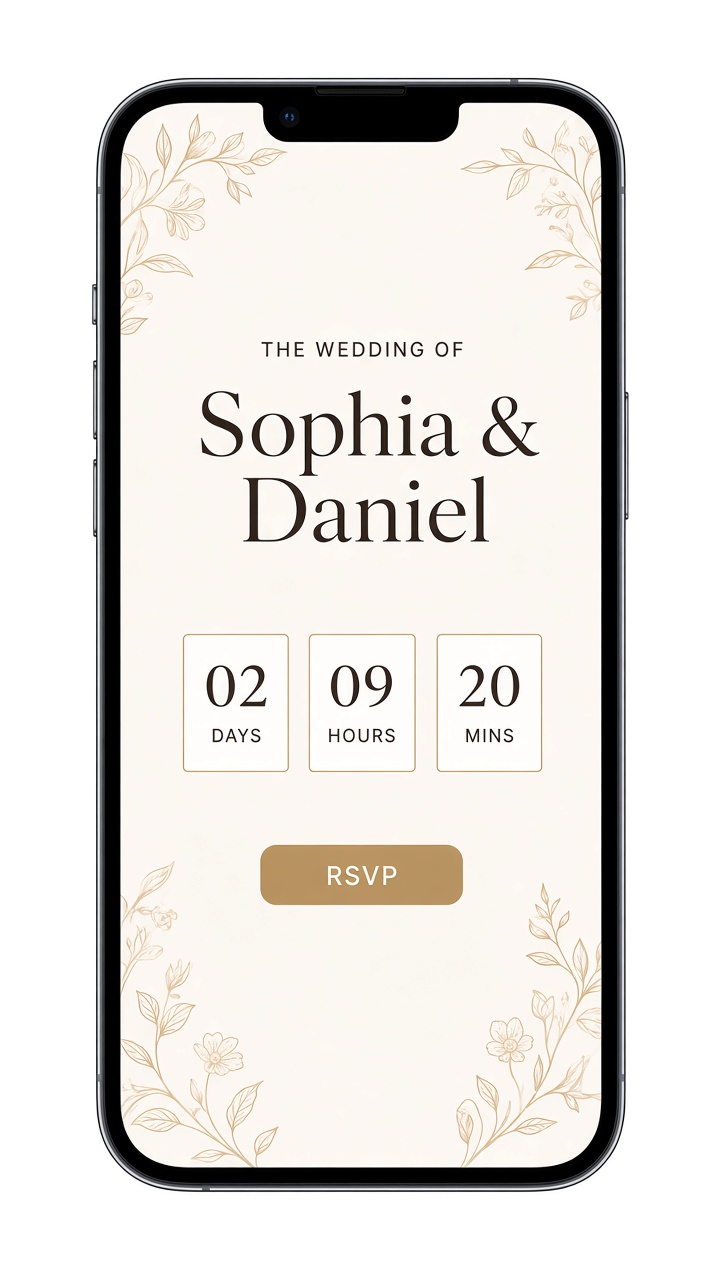 THE WEDDING OF
Sophia &
Daniel
02 09 20
DAYS HOURS MINS
RSVP